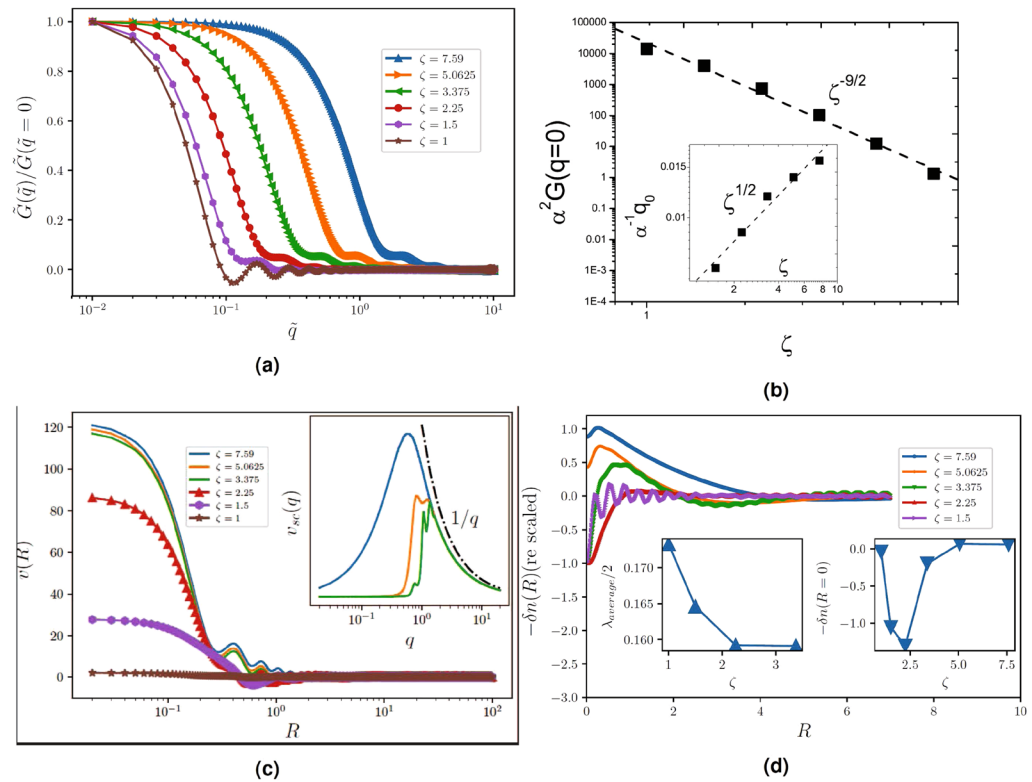 G̃(q̃)/G̃(q̃ = 0)
1.0
0.8
0.6
0.4
0.2
0.0
10⁻²
10⁻¹
10⁰
10¹
q̃
ζ = 7.59
ζ = 5.0625
ζ = 3.375
ζ = 2.25
ζ = 1.5
ζ = 1
(a)
α²G(q=0)
100000
10000
1000
100
10
1
0.1
0.01
1E-3
1E-4
1
ζ
ζ⁻⁹/²
α⁻¹q₀
0.015
0.01
2
4
6
8
10
ζ
ζ¹/²
(b)
v(R)
120
100
80
60
40
20
0
10⁻¹
10⁰
10¹
10²
R
ζ = 7.59
ζ = 5.0625
ζ = 3.375
ζ = 2.25
ζ = 1.5
ζ = 1
v_sc(q)
1/q
10⁻¹
10⁰
10¹
q
(c)
−δn(R)(re scaled)
1.0
0.5
0.0
−0.5
−1.0
−1.5
−2.0
−2.5
−3.0
0
2
4
6
8
10
R
ζ = 7.59
ζ = 5.0625
ζ = 3.375
ζ = 2.25
ζ = 1.5
λ_average/2
0.170
0.165
0.160
1
2
3
ζ
−δn(R = 0)
0.0
−0.5
−1.0
2.5
5.0
7.5
ζ
(d)